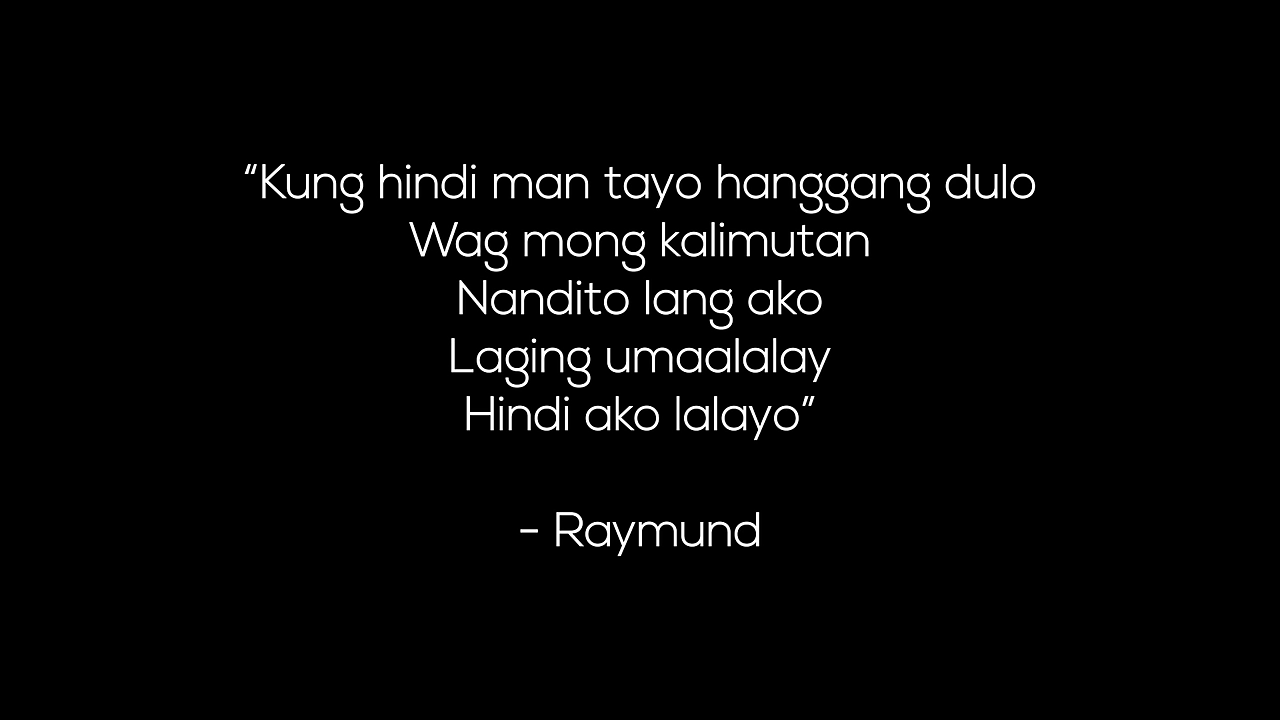 “Kung hindi man tayo hanggang dulo
Wag mong kalimutan
Nandito lang ako
Laging umaalalay
Hindi ako lalayo”
- Raymund